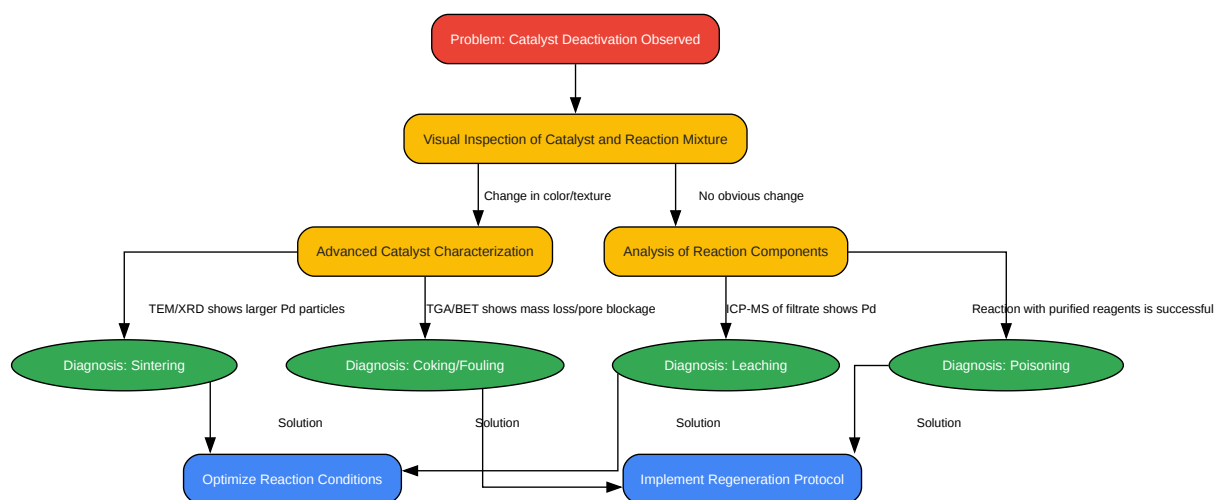 Problem: Catalyst Deactivation Observed
Visual Inspection of Catalyst and Reaction Mixture
Change in color/texture
No obvious change
Advanced Catalyst Characterization
Analysis of Reaction Components
TEM/XRD shows larger Pd particles
TGA/BET shows mass loss/pore blockage
ICP-MS of filtrate shows Pd
Reaction with purified reagents is successful
Diagnosis: Sintering
Diagnosis: Coking/Fouling
Diagnosis: Leaching
Diagnosis: Poisoning
Solution
Solution
Solution
Solution
Optimize Reaction Conditions
Implement Regeneration Protocol